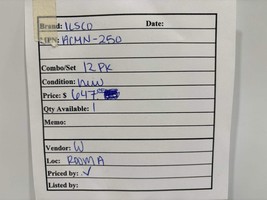 Brand: ILSCO Date:
ACMN-250
Combo/Set 12 PK
Condition: NEW
Price: $ 647
Qty Available: 1
Memo:
Vendor: W
Loc: ROOM A
Priced by: ✓
Listed by: